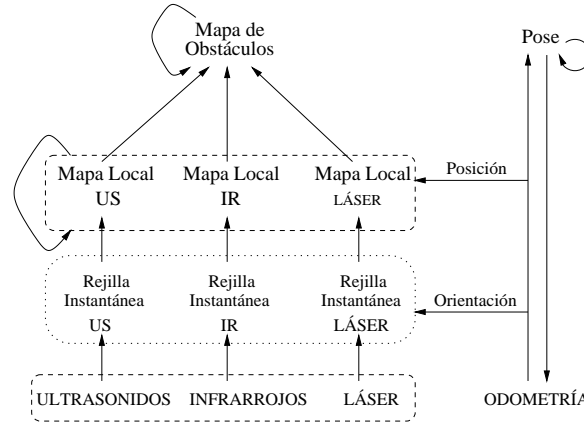 Mapa de
Obstáculos
Pose
Mapa Local
US
Mapa Local
IR
Mapa Local
LÁSER
Posición
Rejilla
Instantánea
US
Rejilla
Instantánea
IR
Rejilla
Instantánea
LÁSER
Orientación
ULTRASONIDOS
INFRARROJOS
LÁSER
ODOMETRÍA